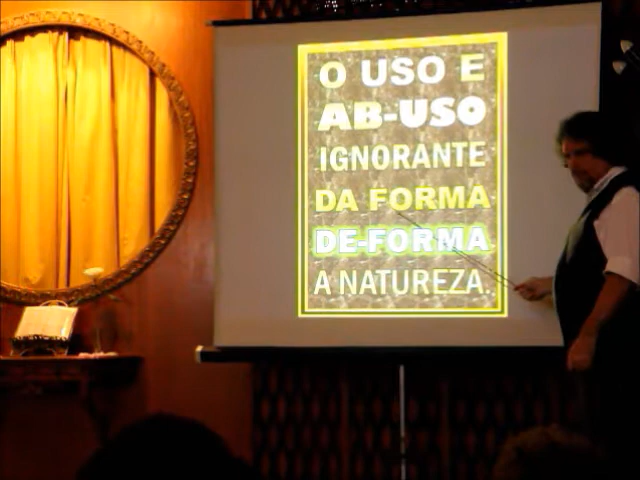 O USO E
AB-USO
IGNORANTE
DA FORMA
DE-FORMA
A NATUREZA.